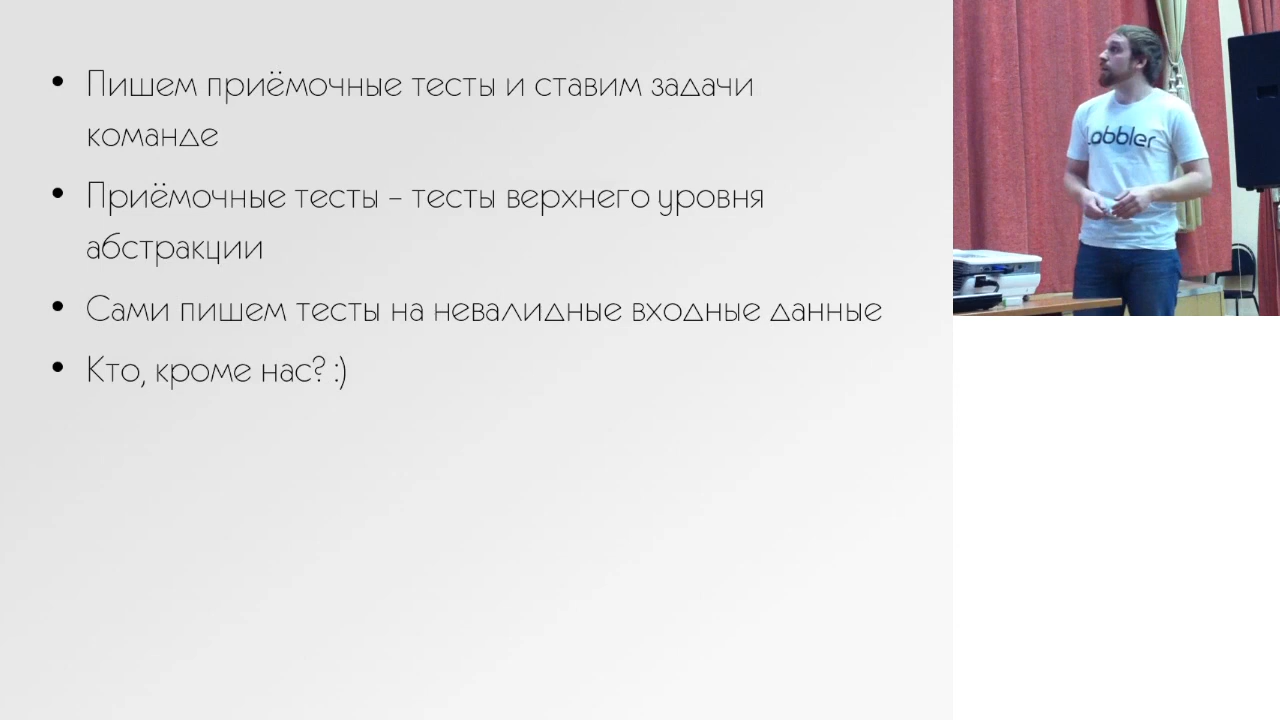 • Пишем приёмочные тесты и ставим задачи
команде
• Приёмочные тесты – тесты верхнего уровня
абстракции
• Сами пишем тесты на невалидные входные данные
• Кто, кроме нас? :)
Labbler